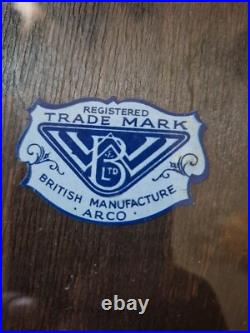 REGISTERED
TRADE MARK
B
J.
LTD
BRITISH MANUFACTURE
· ARCO ·